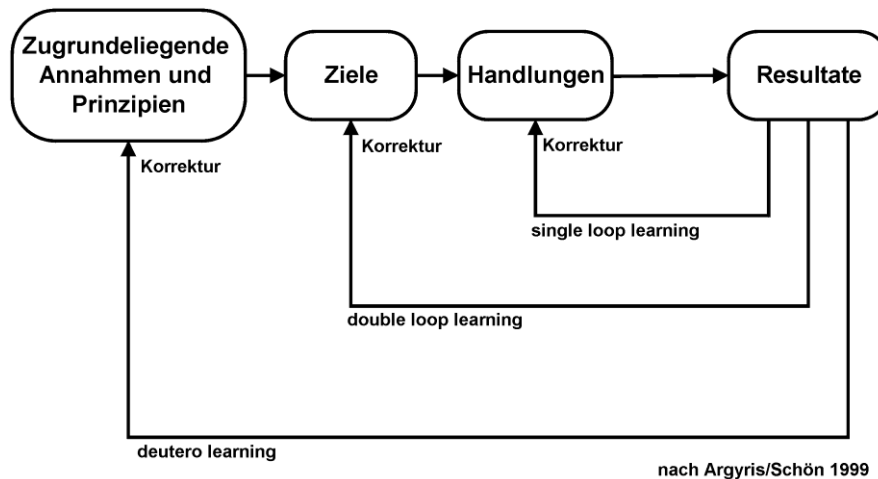 Zugrundeliegende
Annahmen und
Prinzipien
Ziele
Handlungen
Resultate
Korrektur
Korrektur
Korrektur
single loop learning
double loop learning
deutero learning
nach Argyris/Schön 1999